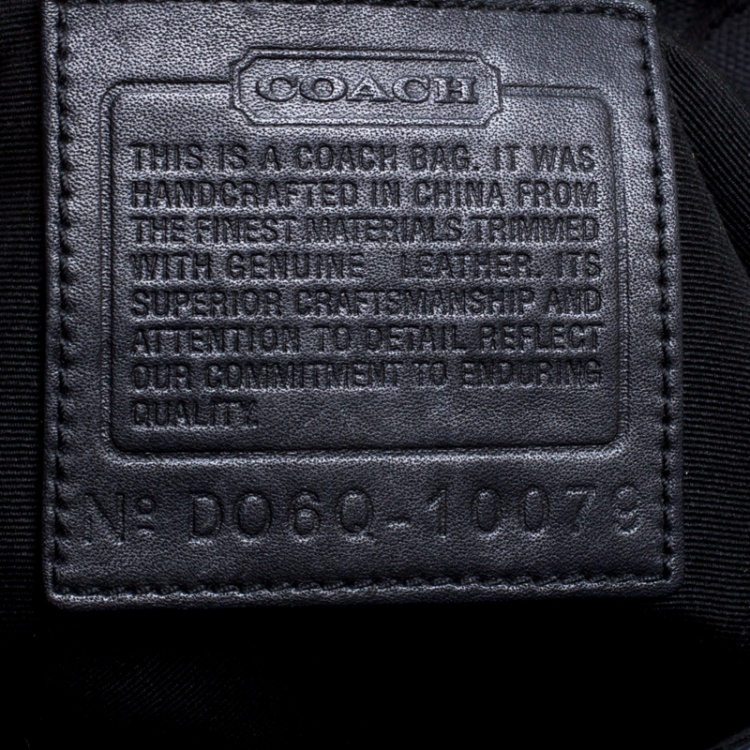 COACH
THIS IS A COACH BAG. IT WAS
HANDCRAFTED IN CHINA FROM
THE FINEST MATERIALS TRIMMED
WITH GENUINE LEATHER. ITS
SUPERIOR CRAFTSMANSHIP AND
ATTENTION TO DETAIL REFLECT
OUR COMMITMENT TO ENDURING
QUALITY.
Nº DO6Q-10079